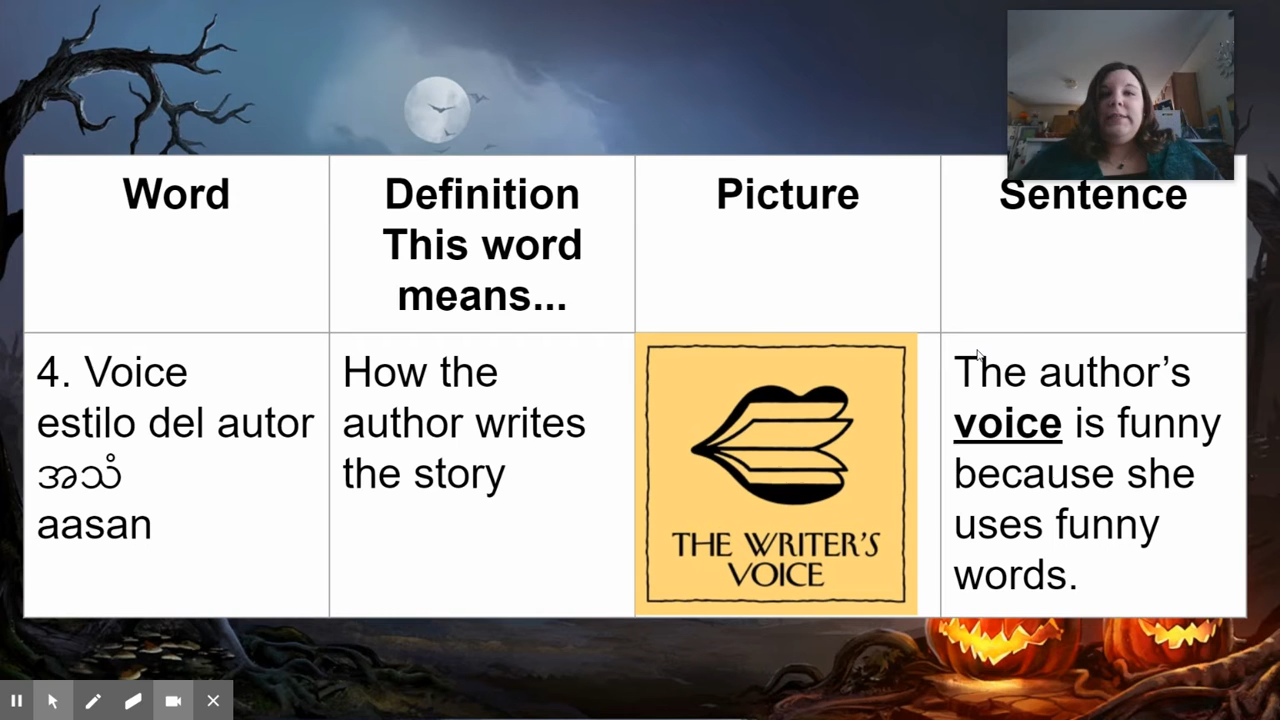 Word
Definition
This word
means...
Picture
Sentence
4. Voice
estilo del autor
အသံ
aasan
How the
author writes
the story
THE WRITER'S
VOICE
The author’s
voice is funny
because she
uses funny
words.